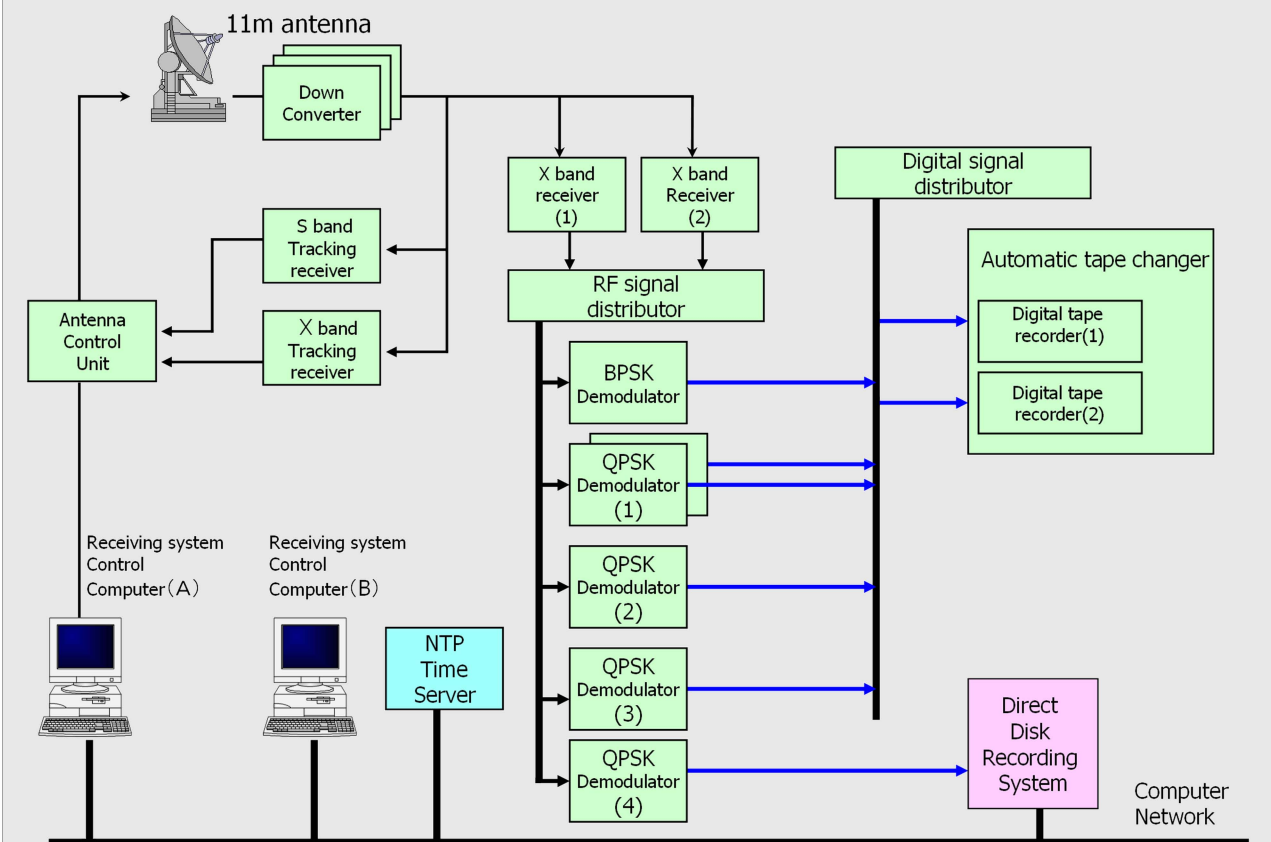 11m antenna
Down
Converter
X band
receiver
(1)
X band
Receiver
(2)
Digital signal
distributor
S band
Tracking
receiver
Automatic tape changer
RF signal
distributor
Antenna
Control
Unit
X band
Tracking
receiver
Digital tape
recorder(1)
BPSK
Demodulator
Digital tape
recorder(2)
QPSK
Demodulator
(1)
Receiving system
Control
Computer(A)
Receiving system
Control
Computer(B)
QPSK
Demodulator
(2)
NTP
Time
Server
QPSK
Demodulator
(3)
Direct
Disk
Recording
System
QPSK
Demodulator
(4)
Computer
Network